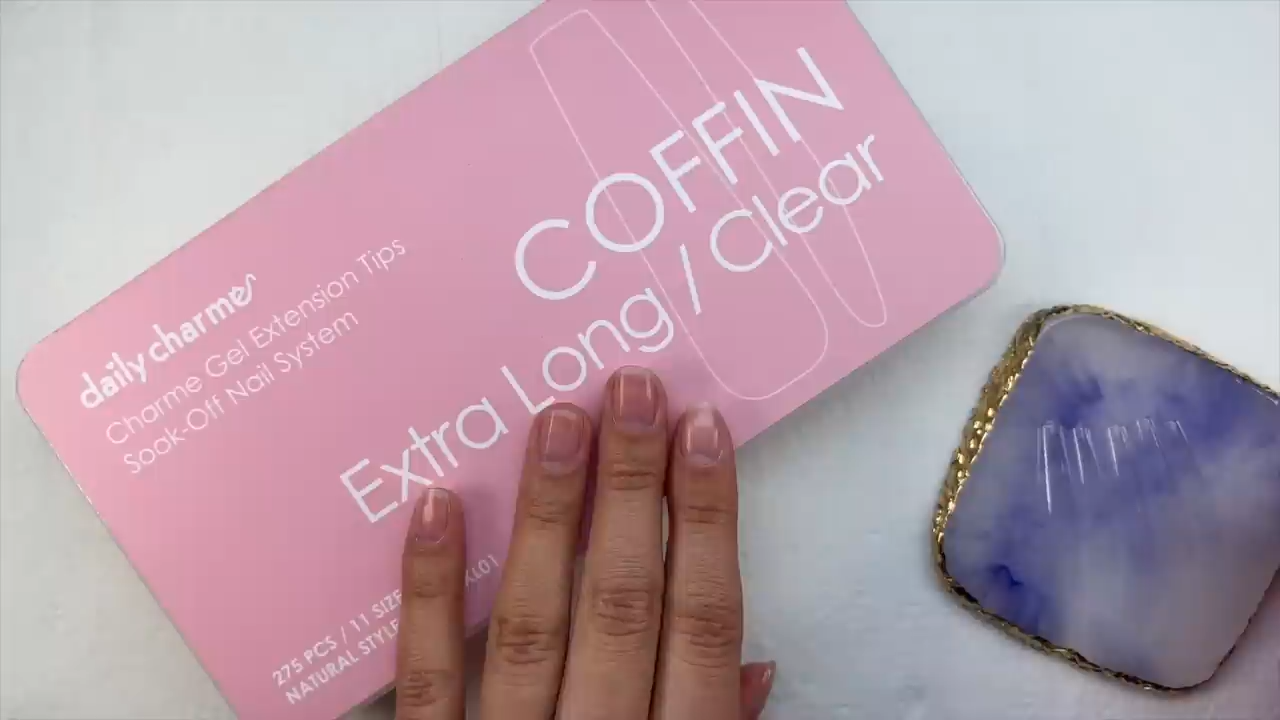 COFFIN
Extra Long / Clear
daily charme
Charme Gel Extension Tips
Soak-Off Nail System
275 PCS / 11 XL01
NATURAL STYLE